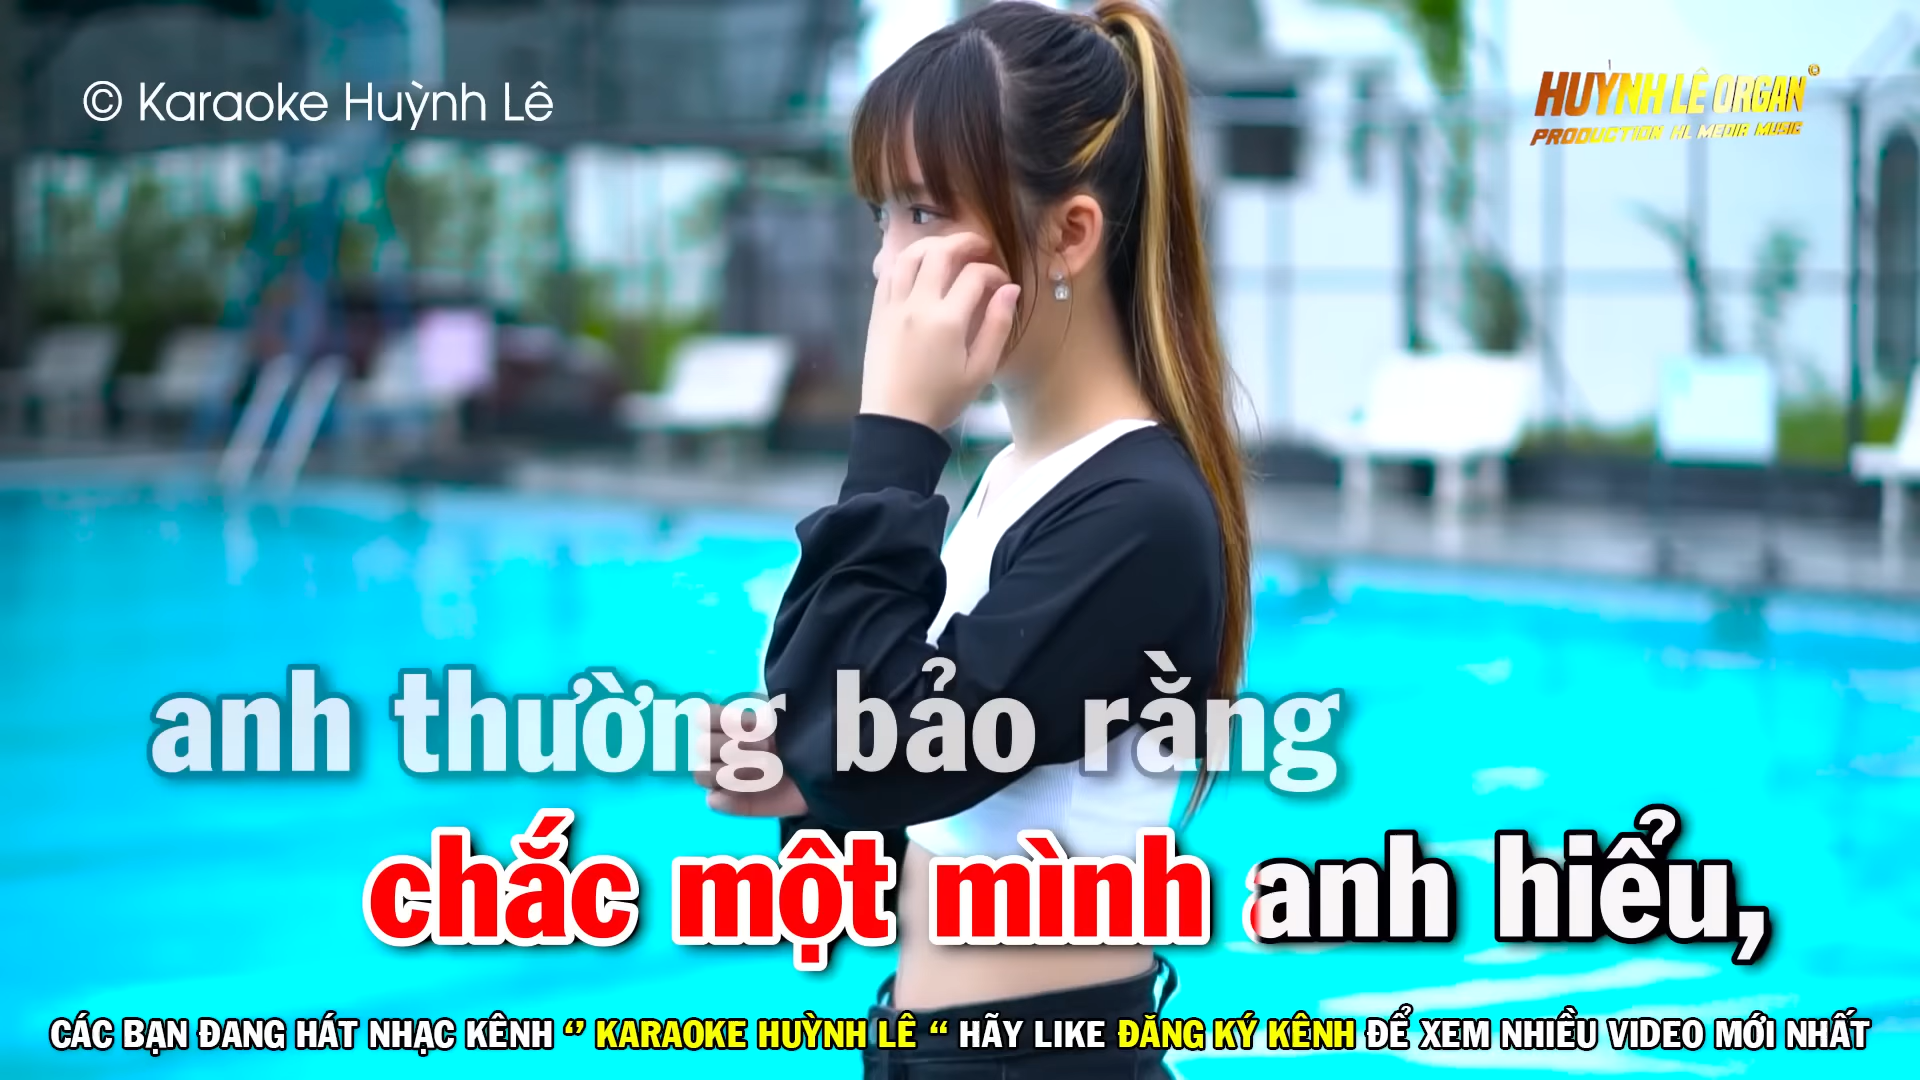 © Karaoke Huỳnh Lê
HUỲNH LÊ ORGAN©
PRODUCTION HL MEDIA MUSIC
anh thường bảo rằng
chắc một mình anh hiểu,
CÁC BẠN ĐANG HÁT NHẠC KÊNH ‘’ KARAOKE HUỲNH LÊ “ HÃY LIKE ĐĂNG KÝ KÊNH ĐỂ XEM NHIỀU VIDEO MỚI NHẤT